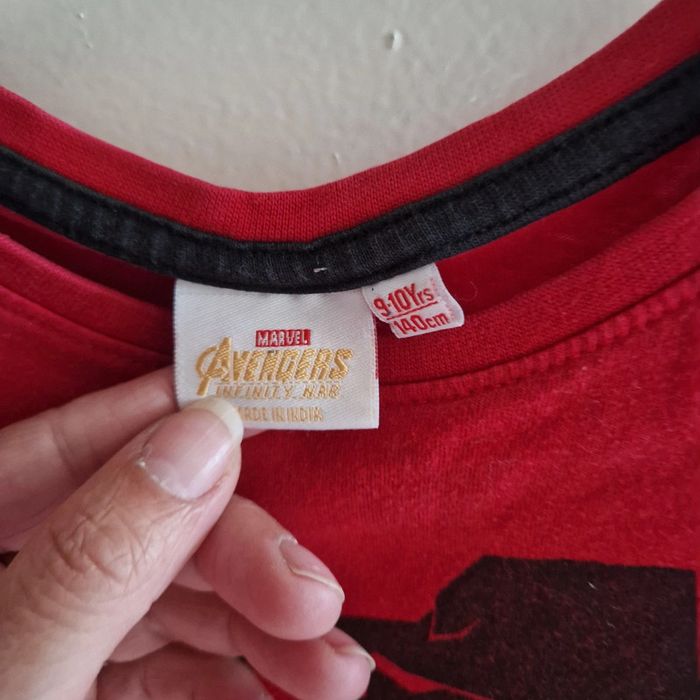 MARVEL
AVENGERS
INFINITY WAR
MADE IN INDIA
9-10Yrs
140cm